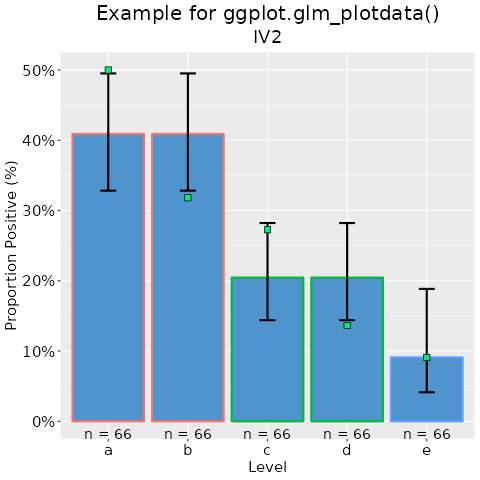 Example for ggplot.glm_plotdata()
IV2
50%
40%
30%
20%
10%
0%
Proportion Positive (%)
n = 66 n = 66 n = 66 n = 66 n = 66
a b c d e
Level